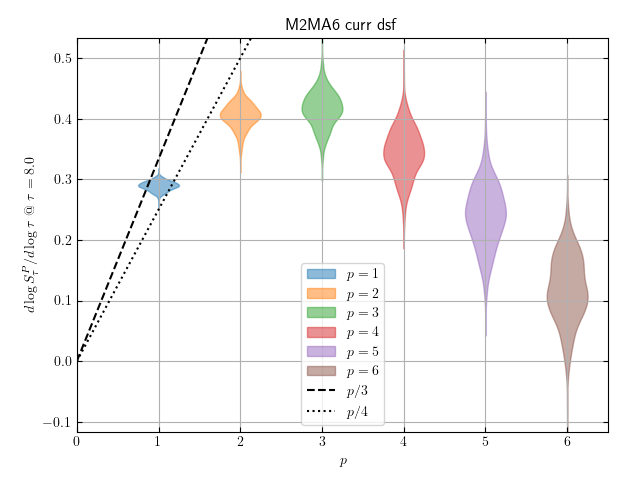 M2MA6 curr dsf
d log S_τ^P / d log τ @ τ = 8.0
0.5
0.4
0.3
0.2
0.1
0.0
−0.1
0
1
2
3
4
5
6
p
p = 1
p = 2
p = 3
p = 4
p = 5
p = 6
p/3
p/4